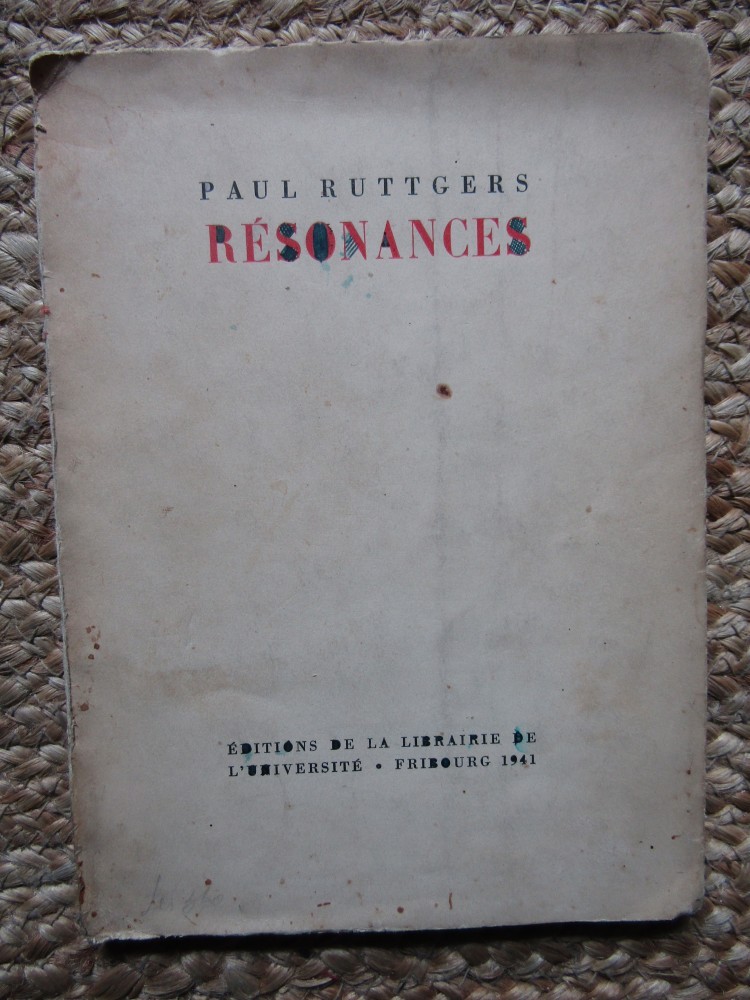 PAUL RUTTGERS
RÉSONANCES
ÉDITIONS DE LA LIBRAIRIE DE
L'UNIVERSITÉ • FRIBOURG 1941